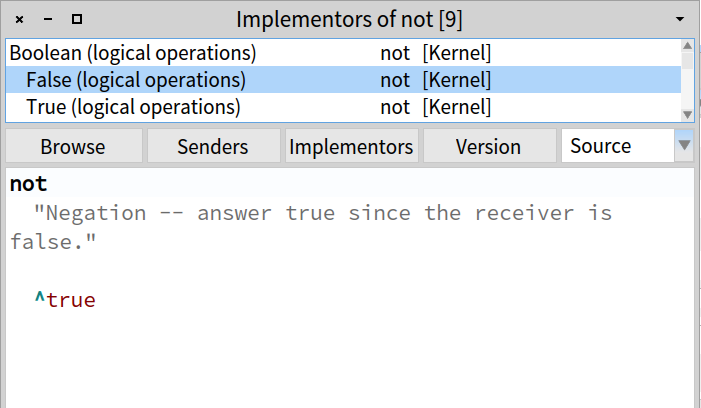 Implementors of not [9]
Boolean (logical operations) not [Kernel]
False (logical operations) not [Kernel]
True (logical operations) not [Kernel]
Browse Senders Implementors Version Source
not
"Negation -- answer true since the receiver is
false."
^true